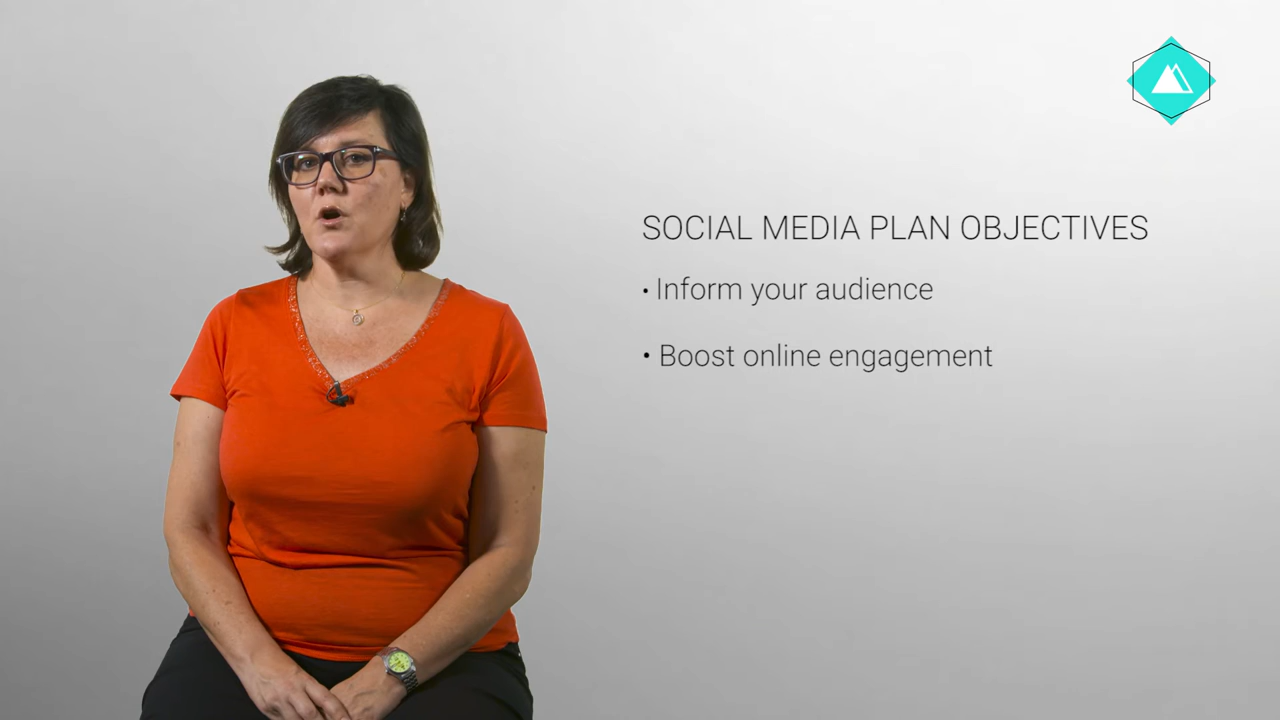 SOCIAL MEDIA PLAN OBJECTIVES
• Inform your audience
• Boost online engagement